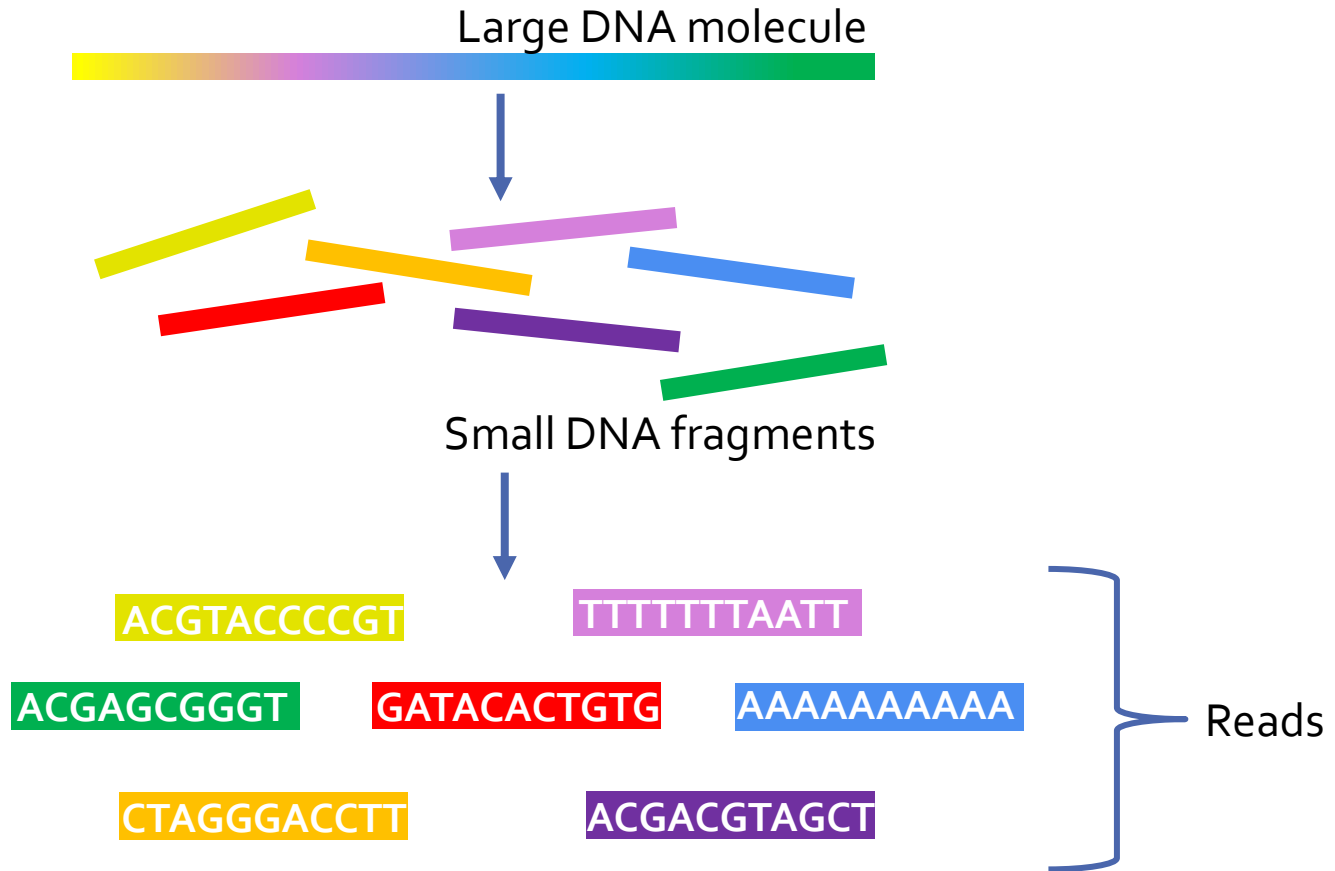 Large DNA molecule
Small DNA fragments
ACGTACCCCGT
TTTTTTTAATT
ACGAGCGGGT
GATACACTGTG
AAAAAAAAAA
Reads
CTAGGGACCTT
ACGACGTAGCT